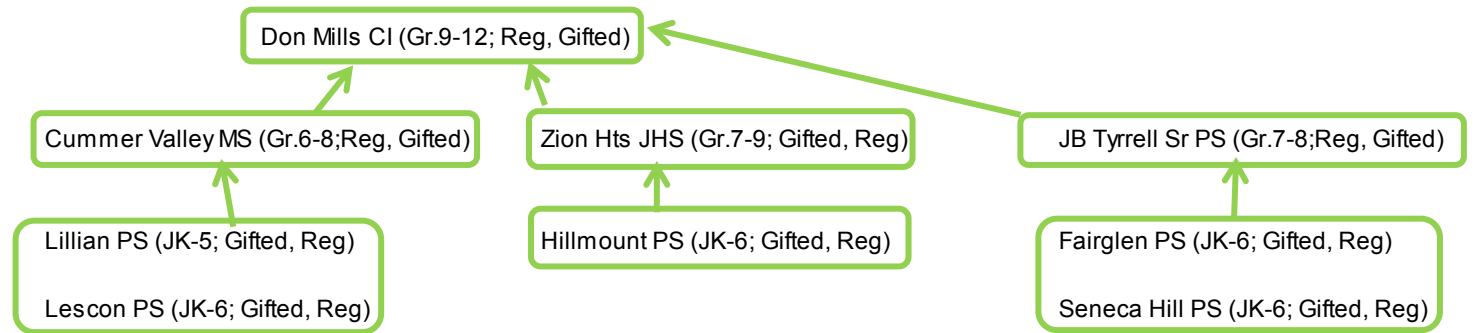 Don Mills CI (Gr.9-12; Reg, Gifted)
Cummer Valley MS (Gr.6-8;Reg, Gifted)
Zion Hts JHS (Gr.7-9; Gifted, Reg)
JB Tyrrell Sr PS (Gr.7-8;Reg, Gifted)
Lillian PS (JK-5; Gifted, Reg)
Lescon PS (JK-6; Gifted, Reg)
Hillmount PS (JK-6; Gifted, Reg)
Fairglen PS (JK-6; Gifted, Reg)
Seneca Hill PS (JK-6; Gifted, Reg)